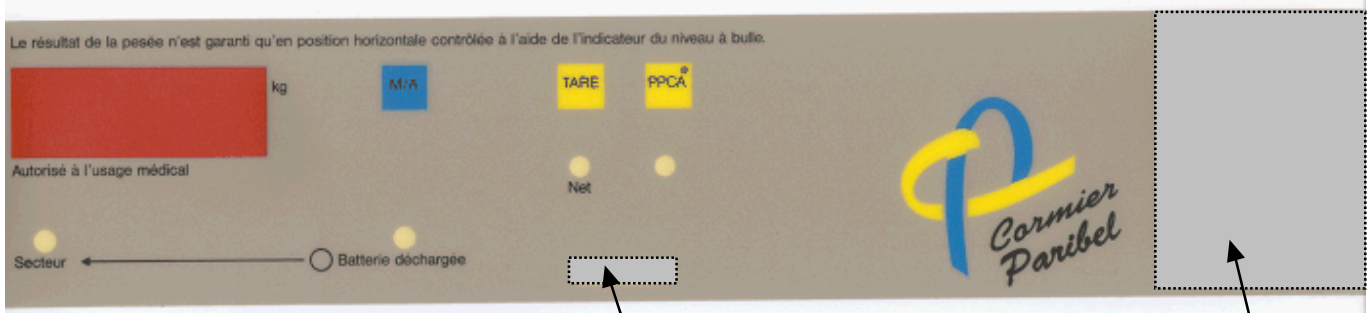 Le résultat de la pesée n'est garanti qu'en position horizontale contrôlée à l'aide de l'indicateur du niveau à bulle.
kg
M/A
TARE
PPCA
Autorisé à l'usage médical
Net
Secteur
Batterie déchargée
Cormier
Paribel